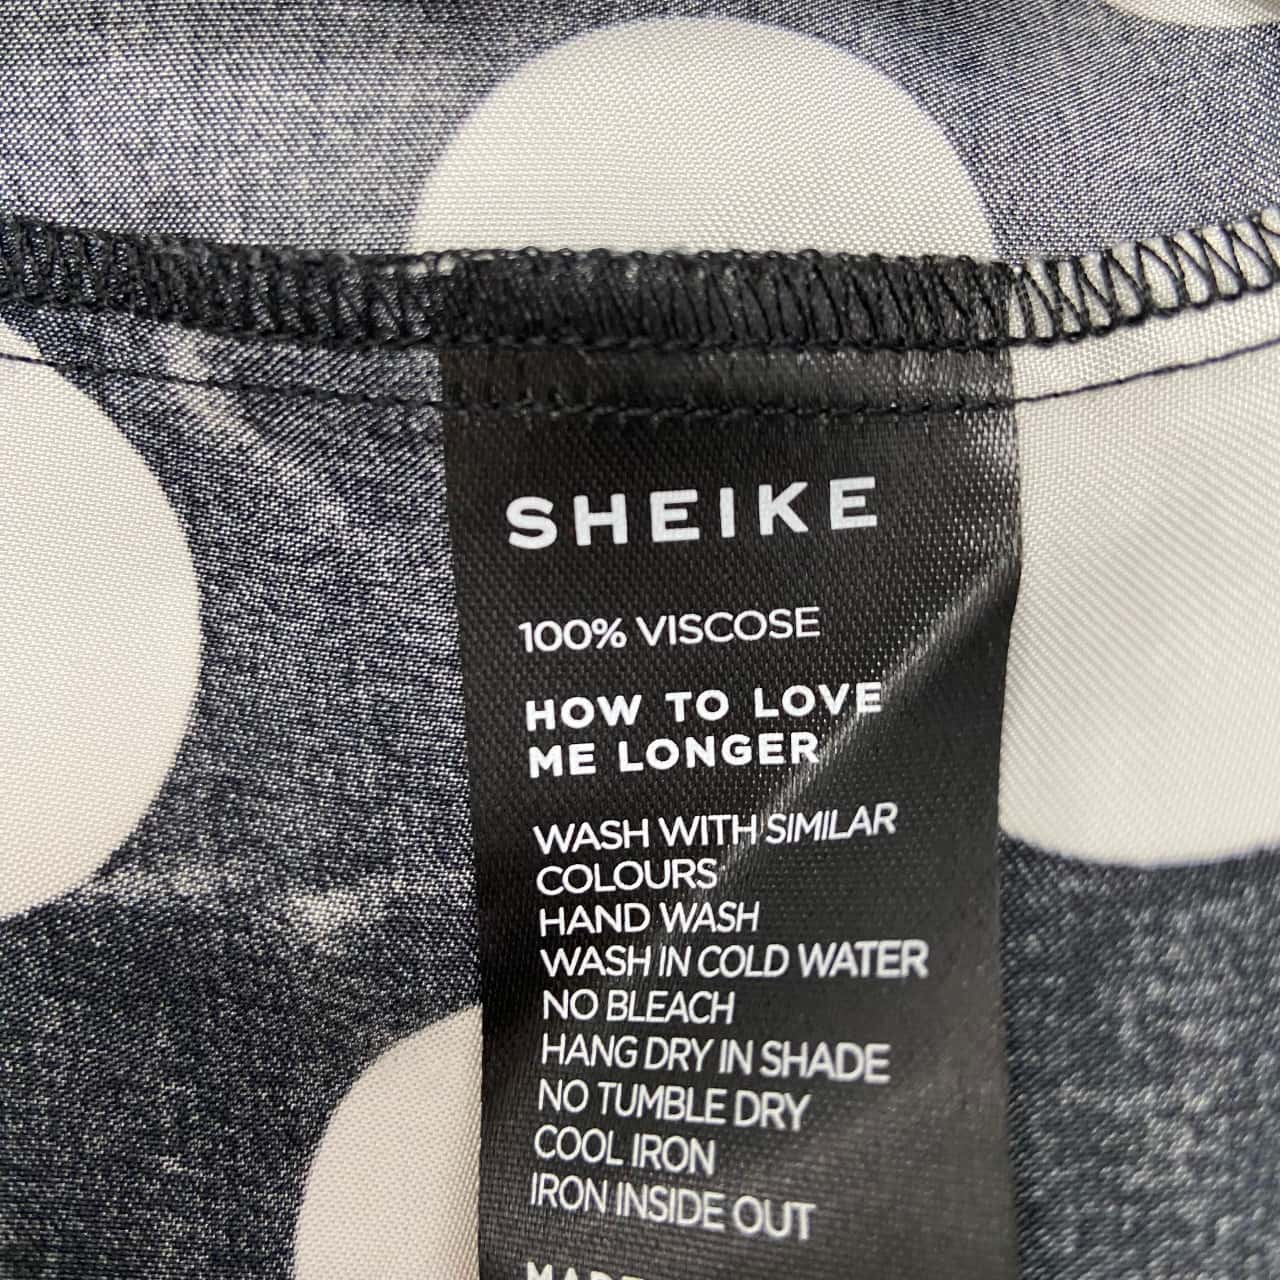 SHEIKE
100% VISCOSE
HOW TO LOVE
ME LONGER
WASH WITH SIMILAR
COLOURS
HAND WASH
WASH IN COLD WATER
NO BLEACH
HANG DRY IN SHADE
NO TUMBLE DRY
COOL IRON
IRON INSIDE OUT